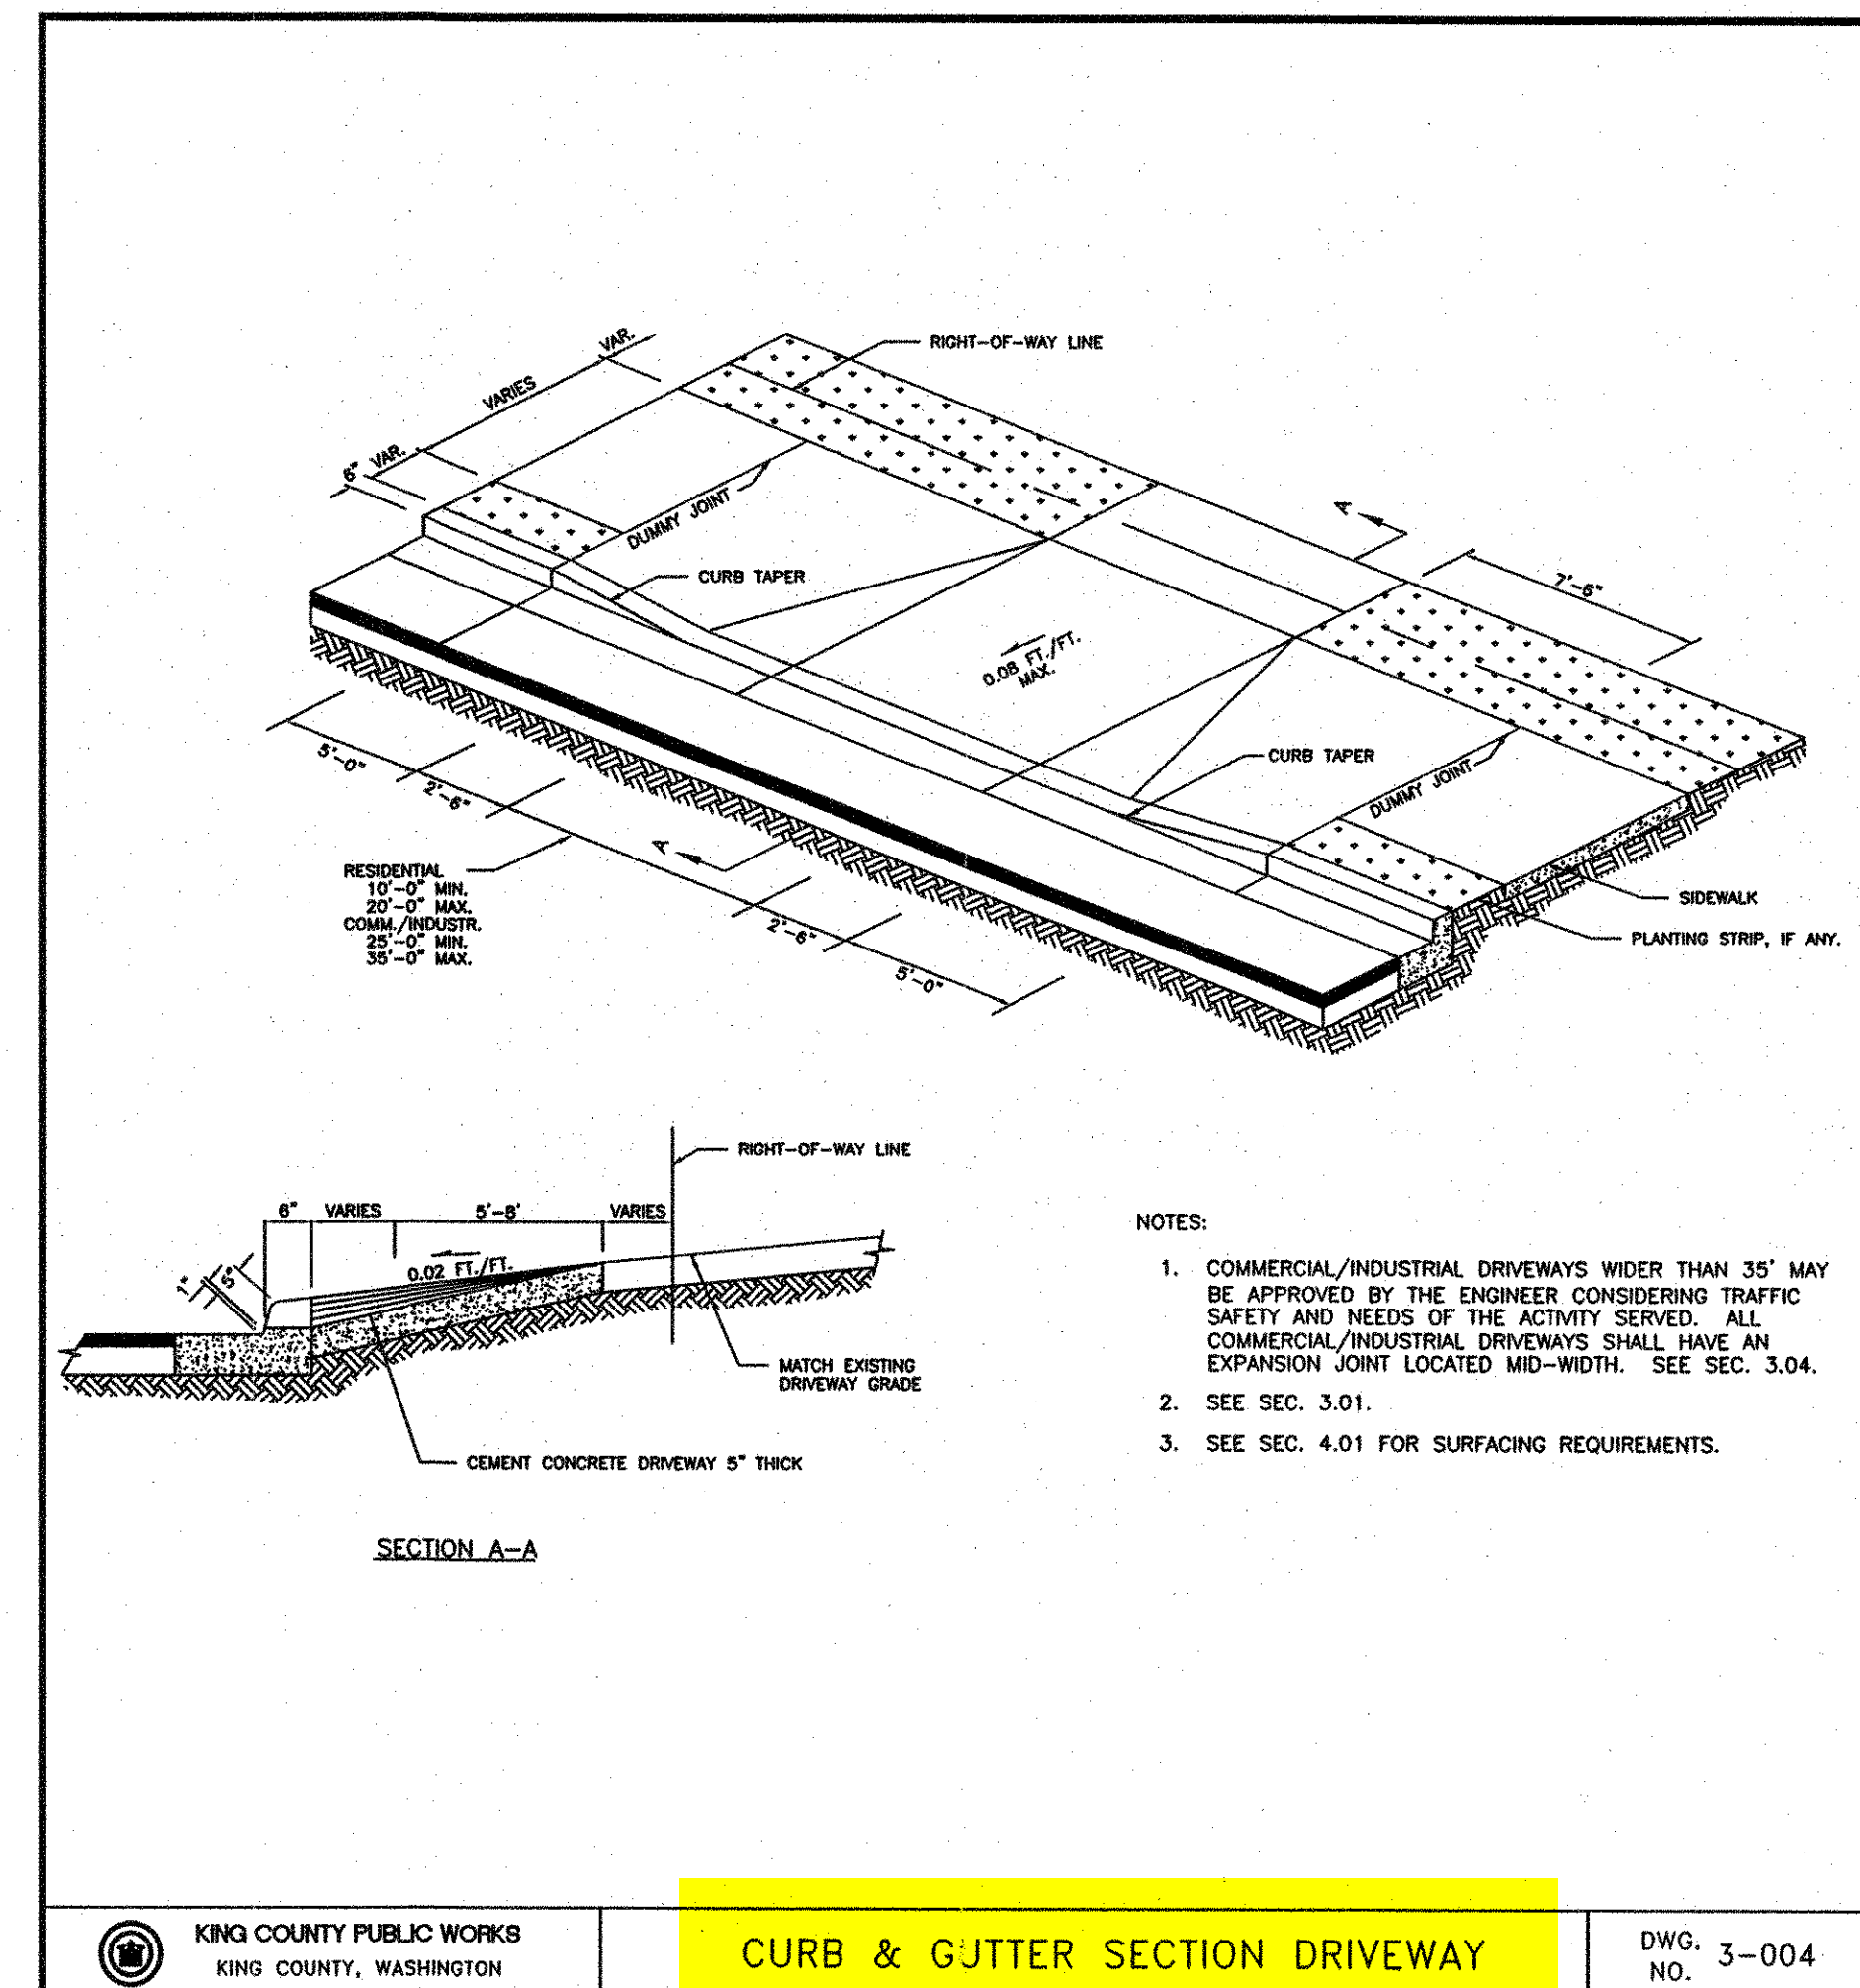 VAR.
RIGHT-OF-WAY LINE
VARIES
6" VAR.
DUMMY JOINT
A
CURB TAPER
7'-6"
0.08 FT./FT.
MAX.
5'-0"
2'-6"
CURB TAPER
DUMMY JOINT
A
RESIDENTIAL
10'-0" MIN.
20'-0" MAX.
COMM./INDUSTR.
25'-0" MIN.
35'-0" MAX.
2'-6"
5'-0"
SIDEWALK
PLANTING STRIP, IF ANY.
RIGHT-OF-WAY LINE
6" VARIES 5'-8' VARIES
0.02 FT./FT.
1" 5"
MATCH EXISTING
DRIVEWAY GRADE
CEMENT CONCRETE DRIVEWAY 5" THICK
SECTION A-A
NOTES:
1. COMMERCIAL/INDUSTRIAL DRIVEWAYS WIDER THAN 35' MAY
BE APPROVED BY THE ENGINEER CONSIDERING TRAFFIC
SAFETY AND NEEDS OF THE ACTIVITY SERVED. ALL
COMMERCIAL/INDUSTRIAL DRIVEWAYS SHALL HAVE AN
EXPANSION JOINT LOCATED MID-WIDTH. SEE SEC. 3.04.
2. SEE SEC. 3.01.
3. SEE SEC. 4.01 FOR SURFACING REQUIREMENTS.
KING COUNTY PUBLIC WORKS
KING COUNTY, WASHINGTON
CURB & GUTTER SECTION DRIVEWAY
DWG.
NO. 3-004